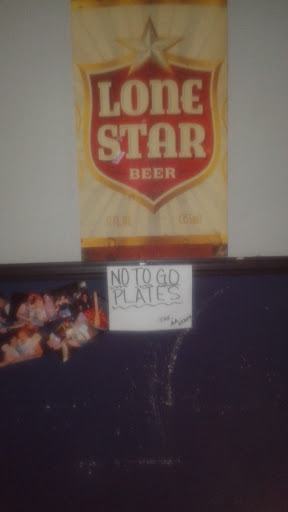 LONE
STAR
BEER
NO TO GO
PLATES